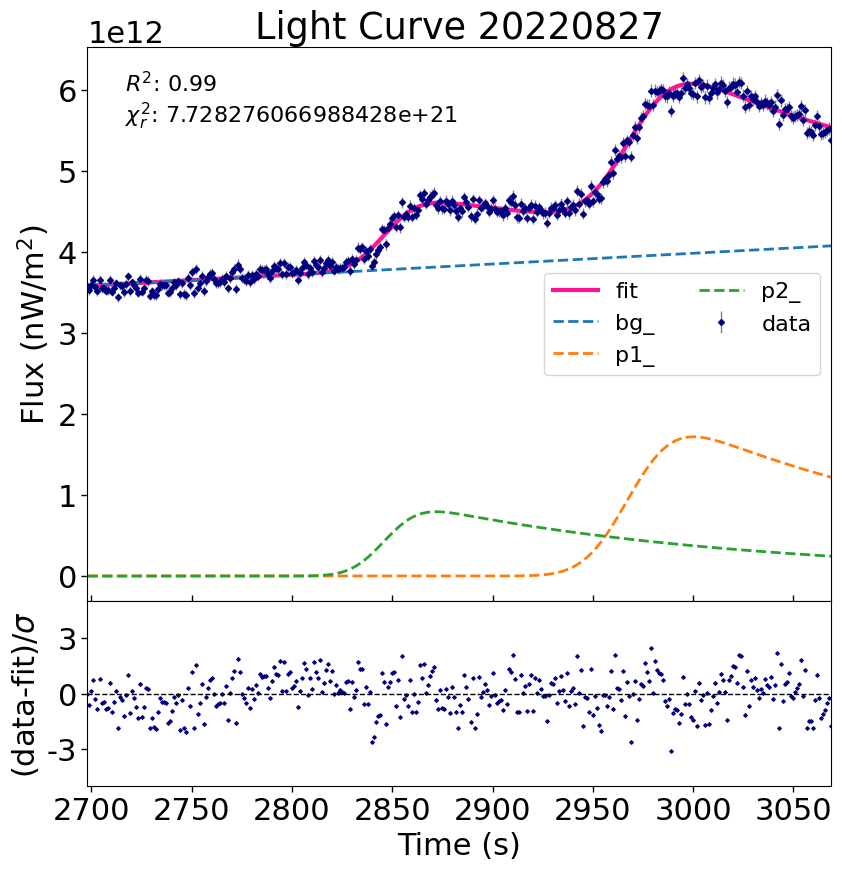 Light Curve 20220827
1e12
R²: 0.99
χ²ᵣ: 7.728276066988428e+21
Flux (nW/m²)
6
5
4
3
2
1
0
fit
bg_
p1_
p2_
data
(data-fit)/σ
3
0
-3
2700 2750 2800 2850 2900 2950 3000 3050
Time (s)